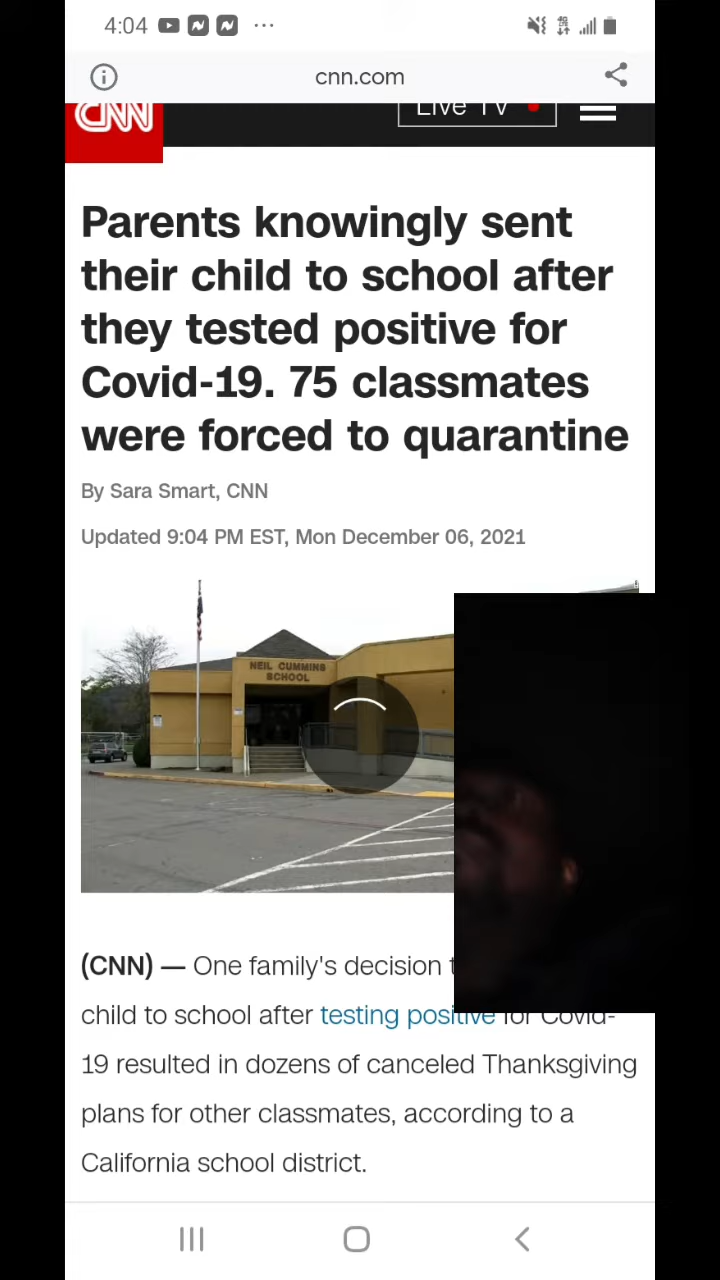 4:04
cnn.com
CNN
Live TV
Parents knowingly sent
their child to school after
they tested positive for
Covid-19. 75 classmates
were forced to quarantine
By Sara Smart, CNN
Updated 9:04 PM EST, Mon December 06, 2021
NEIL CUMMINS
SCHOOL
(CNN) — One family's decision
child to school after testing positive for Covid-
19 resulted in dozens of canceled Thanksgiving
plans for other classmates, according to a
California school district.